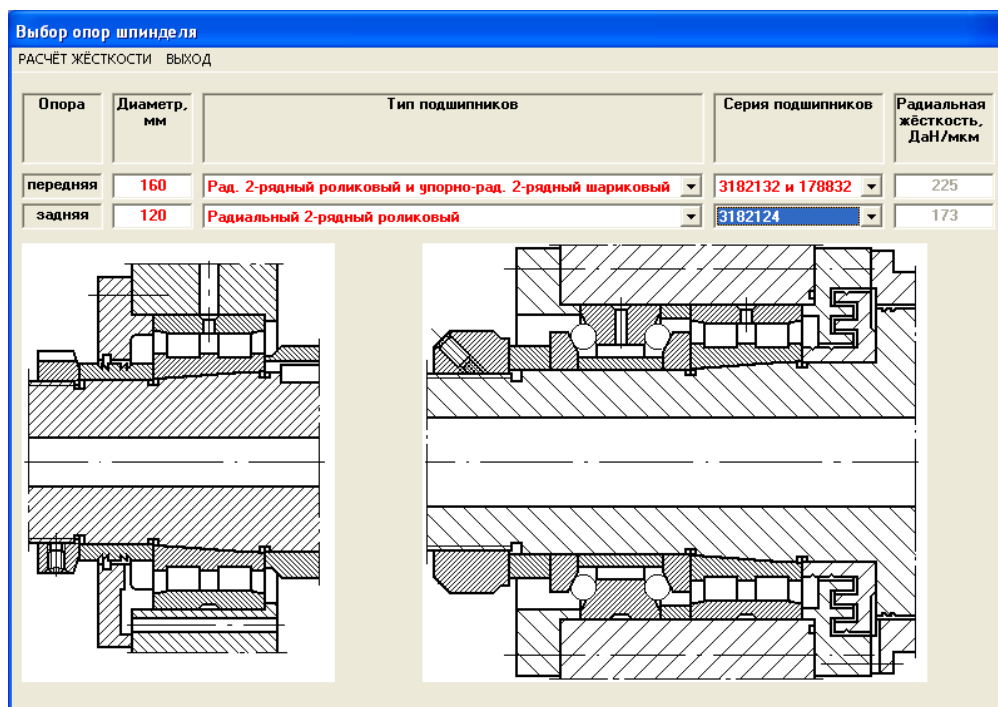 Выбор опор шпинделя
РАСЧЁТ ЖЁСТКОСТИ ВЫХОД
Опора Диаметр, мм Тип подшипников Серия подшипников Радиальная жёсткость, ДаН/мкм
передняя 160 Рад. 2-рядный роликовый и упорно-рад. 2-рядный шариковый 3182132 и 178832 225
задняя 120 Радиальный 2-рядный роликовый 3182124 173